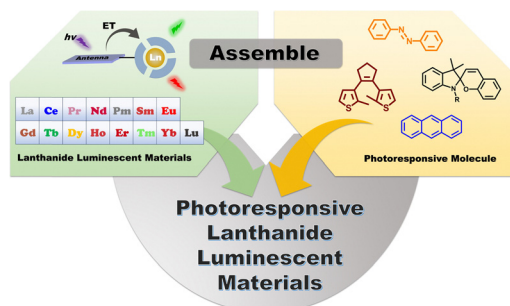 ET
hv
Antenna
Ln
Assemble
La Ce Pr Nd Pm Sm Eu
Gd Tb Dy Ho Er Tm Yb Lu
Lanthanide Luminescent Materials
N
N
S
S
N
R
O
Photoresponsive Molecule
Photoresponsive
Lanthanide
Luminescent
Materials